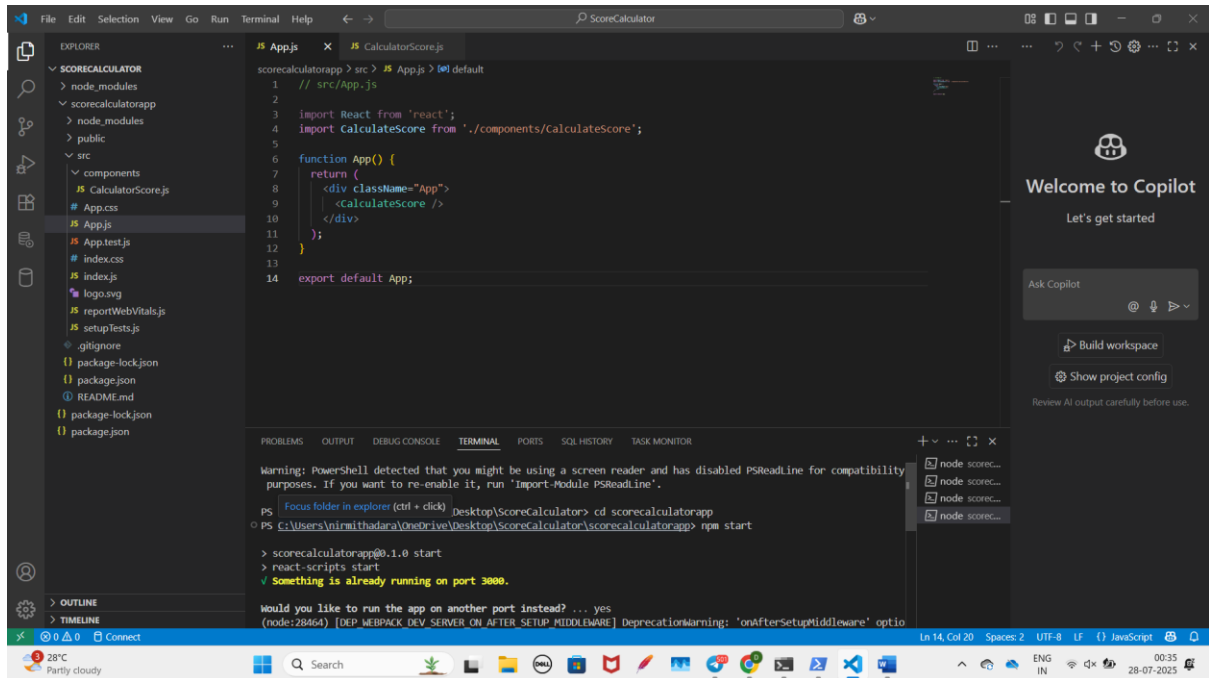 File Edit Selection View Go Run Terminal Help
ScoreCalculator
EXPLORER
SCORECALCULATOR
node_modules
scorecalculatorapp
node_modules
public
src
components
JS CalculatorScore.js
# App.css
JS App.js
JS App.test.js
# index.css
JS index.js
logo.svg
JS reportWebVitals.js
JS setupTests.js
.gitignore
{} package-lock.json
{} package.json
README.md
{} package-lock.json
{} package.json
OUTLINE
TIMELINE
JS App.js
JS CalculatorScore.js
scorecalculatorapp > src > JS App.js > default
1 // src/App.js
2
3 import React from 'react';
4 import CalculateScore from './components/CalculateScore';
5
6 function App() {
7 return (
8 <div className="App">
9 <CalculateScore />
10 </div>
11 );
12 }
13
14 export default App;
PROBLEMS OUTPUT DEBUG CONSOLE TERMINAL PORTS SQL HISTORY TASK MONITOR
Warning: PowerShell detected that you might be using a screen reader and has disabled PSReadLine for compatibility
purposes. If you want to re-enable it, run 'Import-Module PSReadLine'.
Focus folder in explorer (ctrl + click)
PS Desktop\ScoreCalculator> cd scorecalculatorapp
PS C:\Users\nirmithadara\OneDrive\Desktop\ScoreCalculator\scorecalculatorapp> npm start
> scorecalculatorapp@0.1.0 start
> react-scripts start
√ Something is already running on port 3000.
Would you like to run the app on another port instead? ... yes
(node:28464) [DEP_WEBPACK_DEV_SERVER_ON_AFTER_SETUP_MIDDLEWARE] DeprecationWarning: 'onAfterSetupMiddleware' optio
node scorec...
node scorec...
node scorec...
node scorec...
Welcome to Copilot
Let's get started
Ask Copilot
@
Build workspace
Show project config
Review AI output carefully before use.
0 0 0 Connect
Ln 14, Col 20 Spaces: 2 UTF-8 LF {} JavaScript
3
28°C
Partly cloudy
Search
DELL
ENG
IN
00:35
28-07-2025